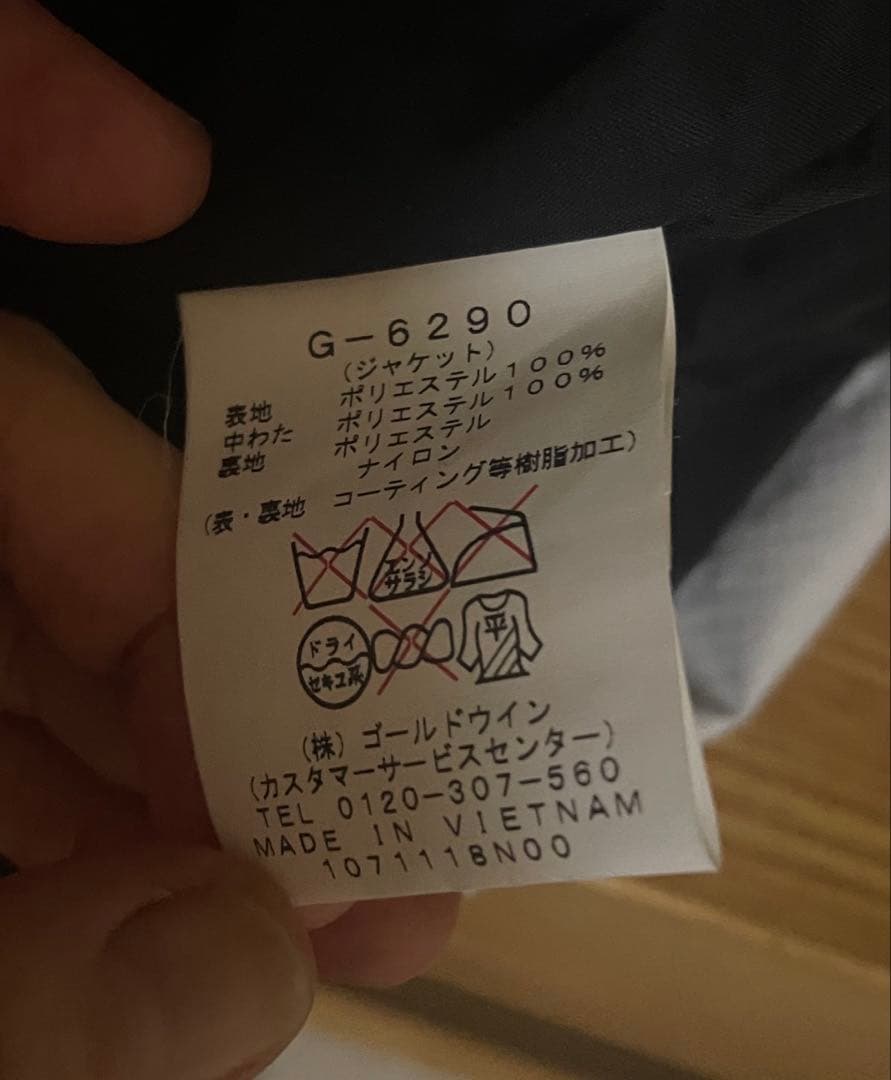 G-6290
(ジャケット)
表地 ポリエステル100%
中わた ポリエステル100%
裏地 ポリエステル
ナイロン
(表・裏地 コーティング等樹脂加工)
エンソ
サラシ
ドライ
セキユ系
平
(株)ゴールドウイン
(カスタマーサービスセンター)
TEL 0120-307-560
MADE IN VIETNAM
1071118N00